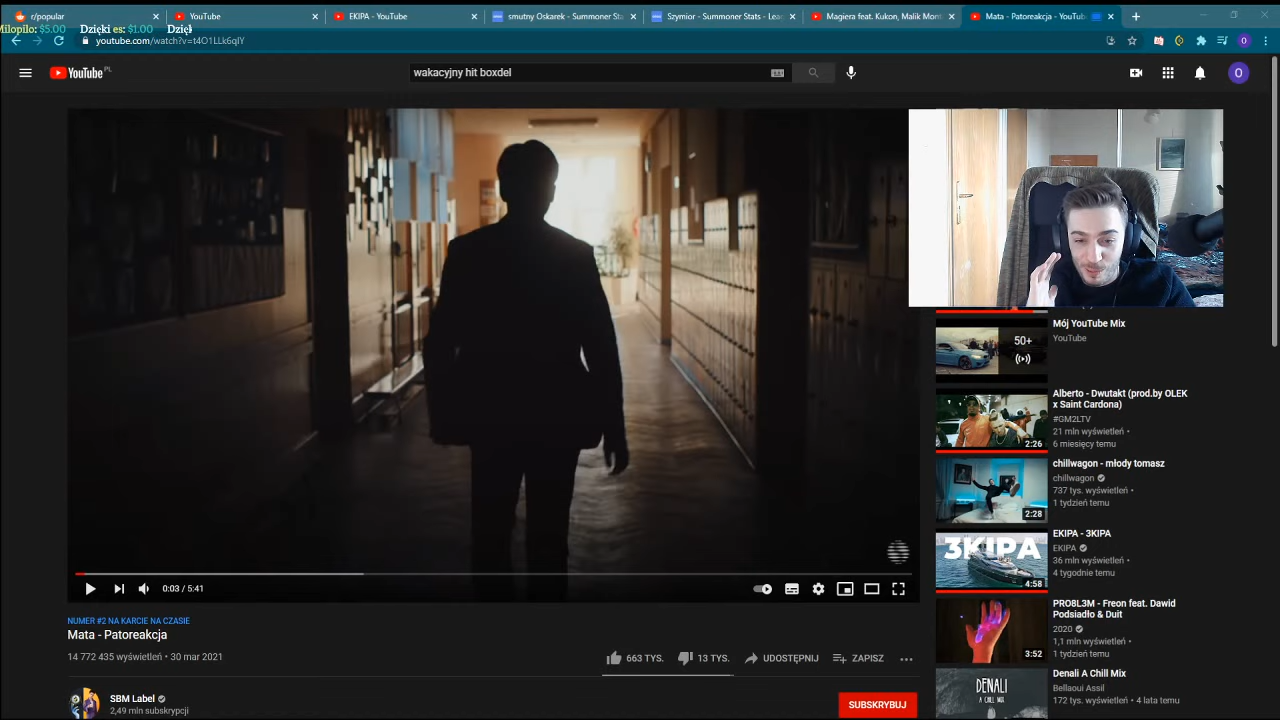 r/popular
YouTube
EKIPA - YouTube
smutny Oskarek - Summoner Sta
Szymior - Summoner Stats - Lea
Magiera feat. Kukon, Malik Mont
Mata - Patoreakcja - YouTub
Milopilo: $5.00 Dzięki es: $1.00 Dzięk
youtube.com/watch?v=t4O1LLk6qlY
YouTube PL
wakacyjny hit boxdel
O
Mój YouTube Mix
YouTube
50+
Alberto - Dwutakt (prod.by OLEK
x Saint Cardona)
#GM2LTV
21 mln wyświetleń •
6 miesięcy temu
2:26
chillwagon - młody tomasz
chillwagon
737 tys. wyświetleń •
1 tydzień temu
2:28
EKIPA - 3KIPA
EKIPA
36 mln wyświetleń •
4 tygodnie temu
3KIPA
4:58
PRO8L3M - Freon feat. Dawid
Podsiadło & Duit
2020
1,1 mln wyświetleń •
1 tydzień temu
3:52
Denali A Chill Mix
Bellaoui Assil
172 tys. wyświetleń • 4 lata temu
DENALI
0:03 / 5:41
NUMER #2 NA KARCIE NA CZASIE
Mata - Patoreakcja
14 772 435 wyświetleń • 30 mar 2021
663 TYS. 13 TYS. UDOSTĘPNIJ ZAPISZ
SBM Label
2,49 mln subskrypcji
SUBSKRYBUJ